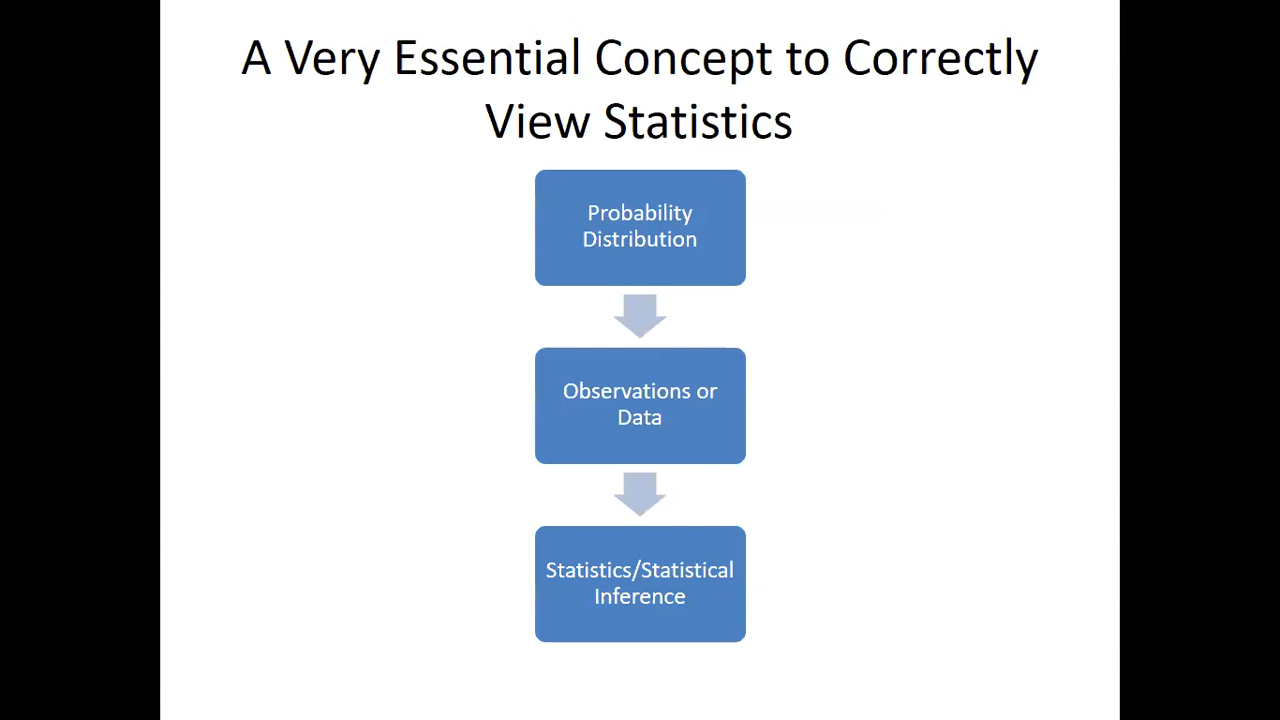 A Very Essential Concept to Correctly
View Statistics
Probability
Distribution
Observations or
Data
Statistics/Statistical
Inference